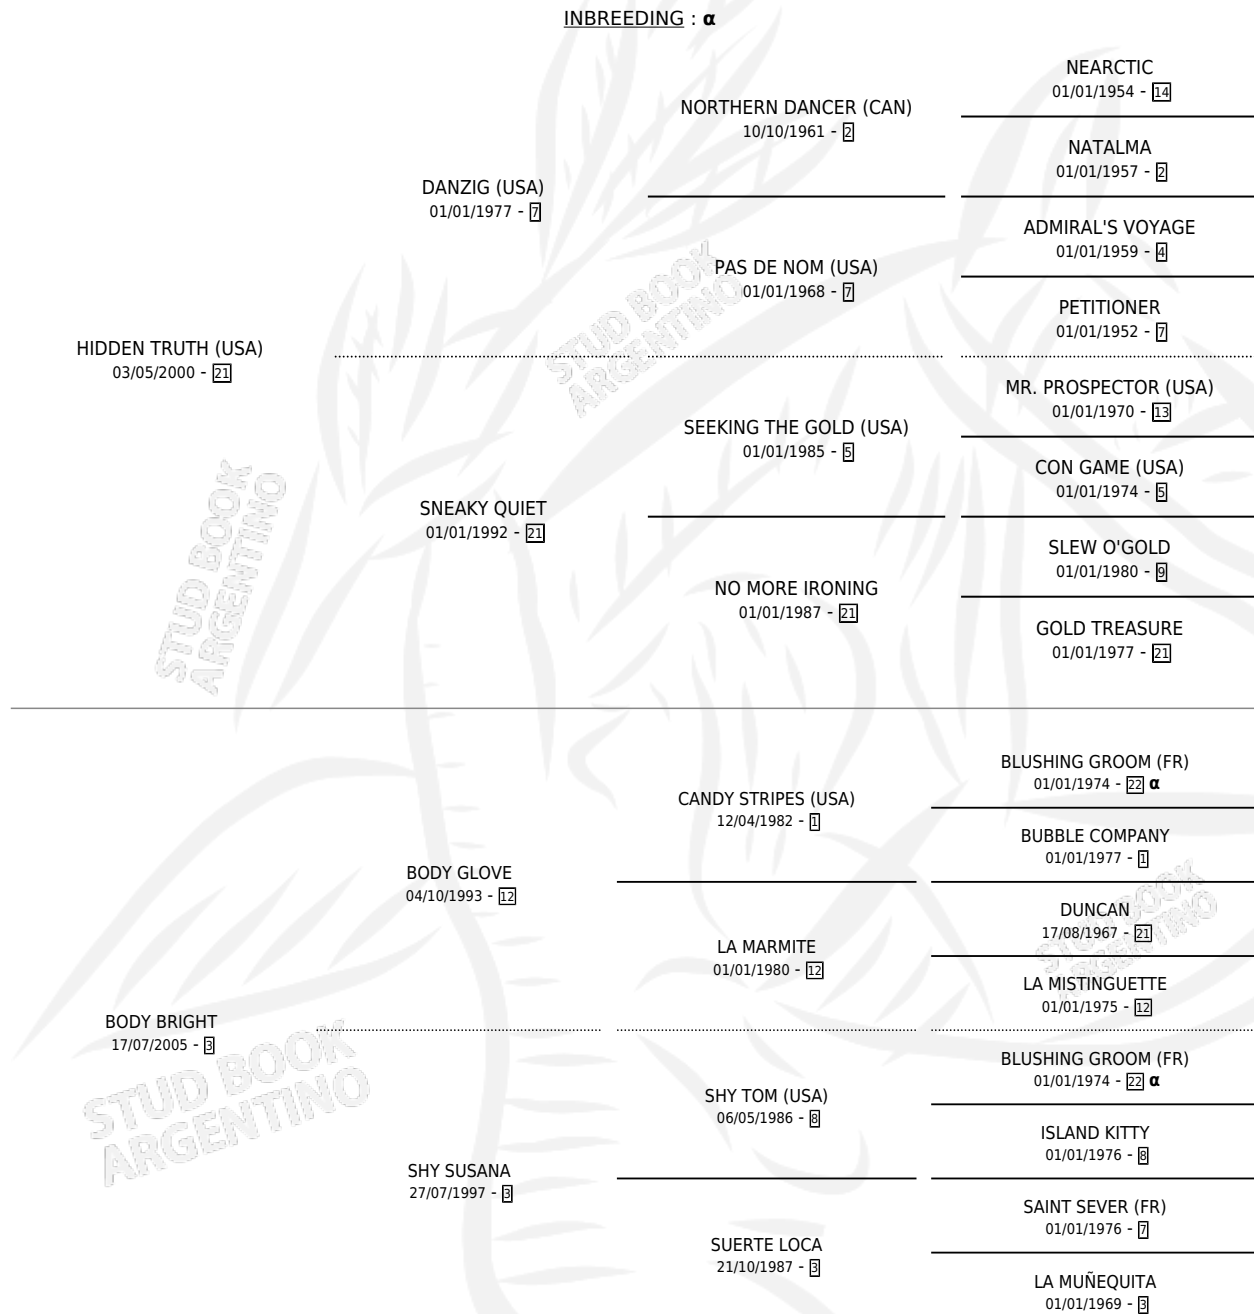 INBREEDING : α
NEARCTIC
01/01/1954 - 14
NORTHERN DANCER (CAN)
10/10/1961 - 2
NATALMA
01/01/1957 - 2
DANZIG (USA)
01/01/1977 - 7
ADMIRAL'S VOYAGE
01/01/1959 - 4
PAS DE NOM (USA)
01/01/1968 - 7
PETITIONER
01/01/1952 - 7
HIDDEN TRUTH (USA)
03/05/2000 - 21
MR. PROSPECTOR (USA)
01/01/1970 - 13
SEEKING THE GOLD (USA)
01/01/1985 - 5
CON GAME (USA)
01/01/1974 - 5
SNEAKY QUIET
01/01/1992 - 21
SLEW O'GOLD
01/01/1980 - 9
NO MORE IRONING
01/01/1987 - 21
GOLD TREASURE
01/01/1977 - 21
BLUSHING GROOM (FR)
01/01/1974 - 22 α
CANDY STRIPES (USA)
12/04/1982 - 1
BUBBLE COMPANY
01/01/1977 - 1
BODY GLOVE
04/10/1993 - 12
DUNCAN
17/08/1967 - 21
LA MARMITE
01/01/1980 - 12
LA MISTINGUETTE
01/01/1975 - 12
BODY BRIGHT
17/07/2005 - 3
BLUSHING GROOM (FR)
01/01/1974 - 22 α
SHY TOM (USA)
06/05/1986 - 8
ISLAND KITTY
01/01/1976 - 8
SHY SUSANA
27/07/1997 - 3
SAINT SEVER (FR)
01/01/1976 - 7
SUERTE LOCA
21/10/1987 - 3
LA MUÑEQUITA
01/01/1969 - 3
STUD BOOK
ARGENTINO
STUD BOOK
ARGENTINO
STUD BOOK
ARGENTINO
STUD BOOK
ARGENTINO